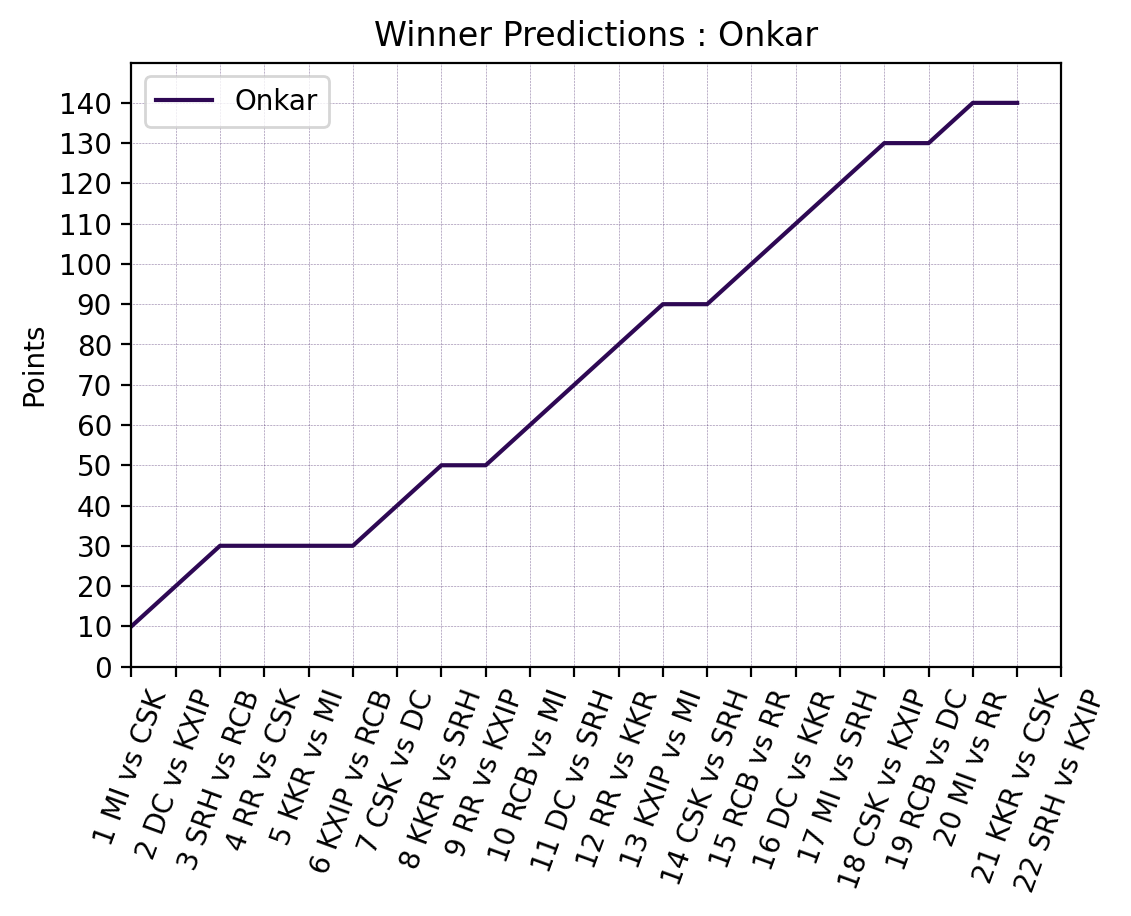 Winner Predictions : Onkar
Onkar
Points
140
130
120
110
100
90
80
70
60
50
40
30
20
10
0
1 MI vs CSK
2 DC vs KXIP
3 SRH vs RCB
4 RR vs CSK
5 KKR vs MI
6 KXIP vs RCB
7 CSK vs DC
8 KKR vs SRH
9 RR vs KXIP
10 RCB vs MI
11 DC vs SRH
12 RR vs KKR
13 KXIP vs MI
14 CSK vs SRH
15 RCB vs RR
16 DC vs KKR
17 MI vs SRH
18 CSK vs KXIP
19 RCB vs DC
20 MI vs RR
21 KKR vs CSK
22 SRH vs KXIP